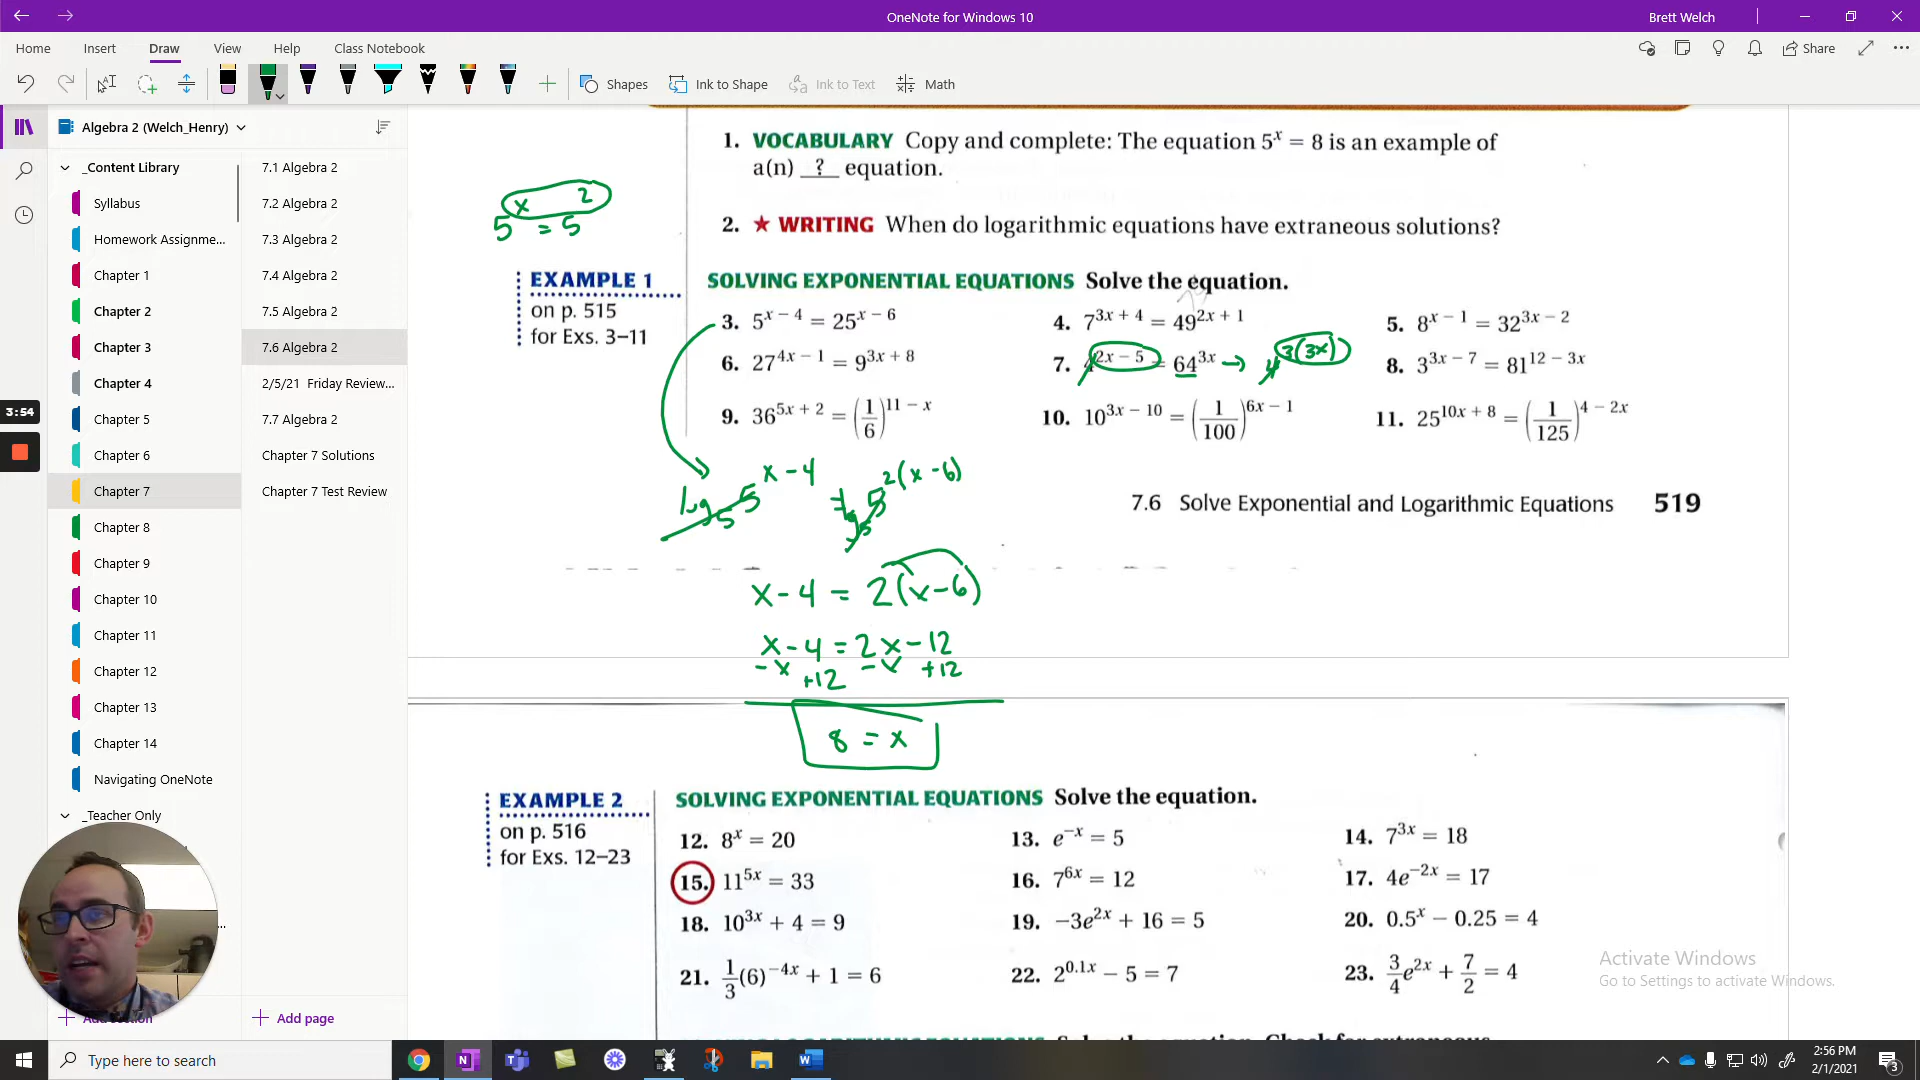 OneNote for Windows 10
Brett Welch
Home Insert Draw View Help Class Notebook
Share
Shapes Ink to Shape Ink to Text Math
Algebra 2 (Welch_Henry)
_Content Library
Syllabus
Homework Assignme...
Chapter 1
Chapter 2
Chapter 3
Chapter 4
Chapter 5
Chapter 6
Chapter 7
Chapter 8
Chapter 9
Chapter 10
Chapter 11
Chapter 12
Chapter 13
Chapter 14
Navigating OneNote
_Teacher Only
Add section
7.1 Algebra 2
7.2 Algebra 2
7.3 Algebra 2
7.4 Algebra 2
7.5 Algebra 2
7.6 Algebra 2
2/5/21 Friday Review...
7.7 Algebra 2
Chapter 7 Solutions
Chapter 7 Test Review
Add page
3:54
1. VOCABULARY Copy and complete: The equation 5^x = 8 is an example of
a(n) ? equation.
5^x = 5^2
2. ★ WRITING When do logarithmic equations have extraneous solutions?
EXAMPLE 1
on p. 515
for Exs. 3–11
SOLVING EXPONENTIAL EQUATIONS Solve the equation.
3. 5^(x – 4) = 25^(x – 6)
4. 7^(3x + 4) = 49^(2x + 1)
5. 8^(x – 1) = 32^(3x – 2)
6. 27^(4x – 1) = 9^(3x + 8)
7. 4^(2x – 5) = 64^(3x) → 4^(3(3x))
8. 3^(3x – 7) = 81^(12 – 3x)
9. 36^(5x + 2) = (1/6)^(11 – x)
10. 10^(3x – 10) = (1/100)^(6x – 1)
11. 25^(10x + 8) = (1/125)^(4 – 2x)
log_5 5^(x – 4) = log_5 5^(2(x – 6))
7.6 Solve Exponential and Logarithmic Equations 519
x – 4 = 2(x – 6)
x – 4 = 2x – 12
– x +12 – x +12
8 = x
EXAMPLE 2
on p. 516
for Exs. 12–23
SOLVING EXPONENTIAL EQUATIONS Solve the equation.
12. 8^x = 20
13. e^(–x) = 5
14. 7^(3x) = 18
15. 11^(5x) = 33
16. 7^(6x) = 12
17. 4e^(–2x) = 17
18. 10^(3x) + 4 = 9
19. –3e^(2x) + 16 = 5
20. 0.5^x – 0.25 = 4
21. 1/3(6)^(–4x) + 1 = 6
22. 2^(0.1x) – 5 = 7
23. 3/4e^(2x) + 7/2 = 4
Activate Windows
Go to Settings to activate Windows.
Type here to search
2:56 PM
2/1/2021
3